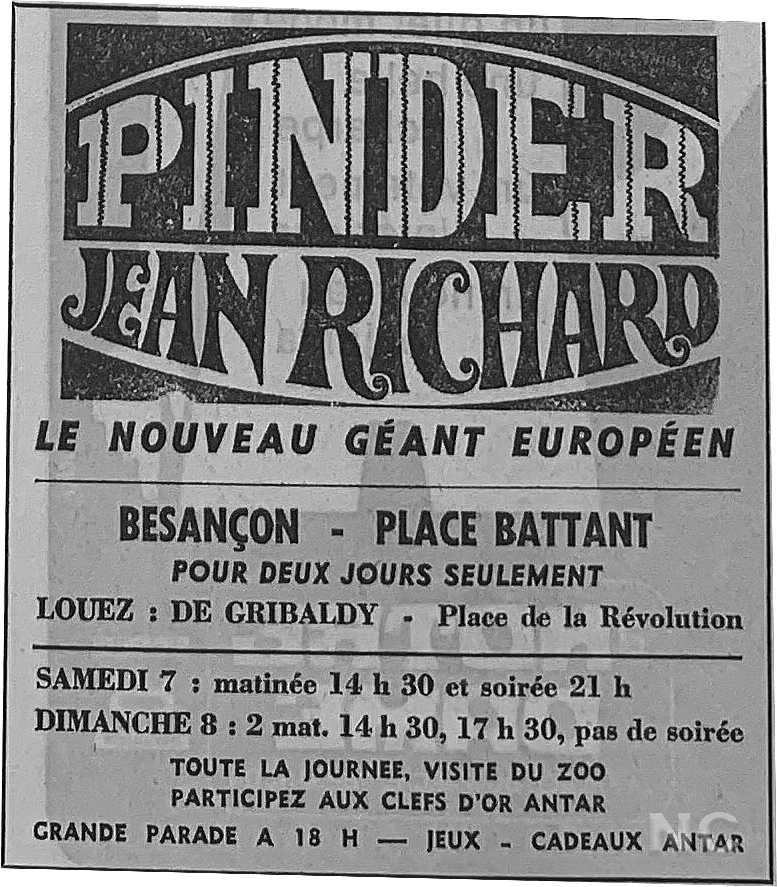 PINDER
JEAN RICHARD
LE NOUVEAU GÉANT EUROPÉEN
BESANÇON - PLACE BATTANT
POUR DEUX JOURS SEULEMENT
LOUEZ : DE GRIBALDY - Place de la Révolution
SAMEDI 7 : matinée 14 h 30 et soirée 21 h
DIMANCHE 8 : 2 mat. 14 h 30, 17 h 30, pas de soirée
TOUTE LA JOURNEE, VISITE DU ZOO
PARTICIPEZ AUX CLEFS D'OR ANTAR
GRANDE PARADE A 18 H — JEUX - CADEAUX ANTAR
NG